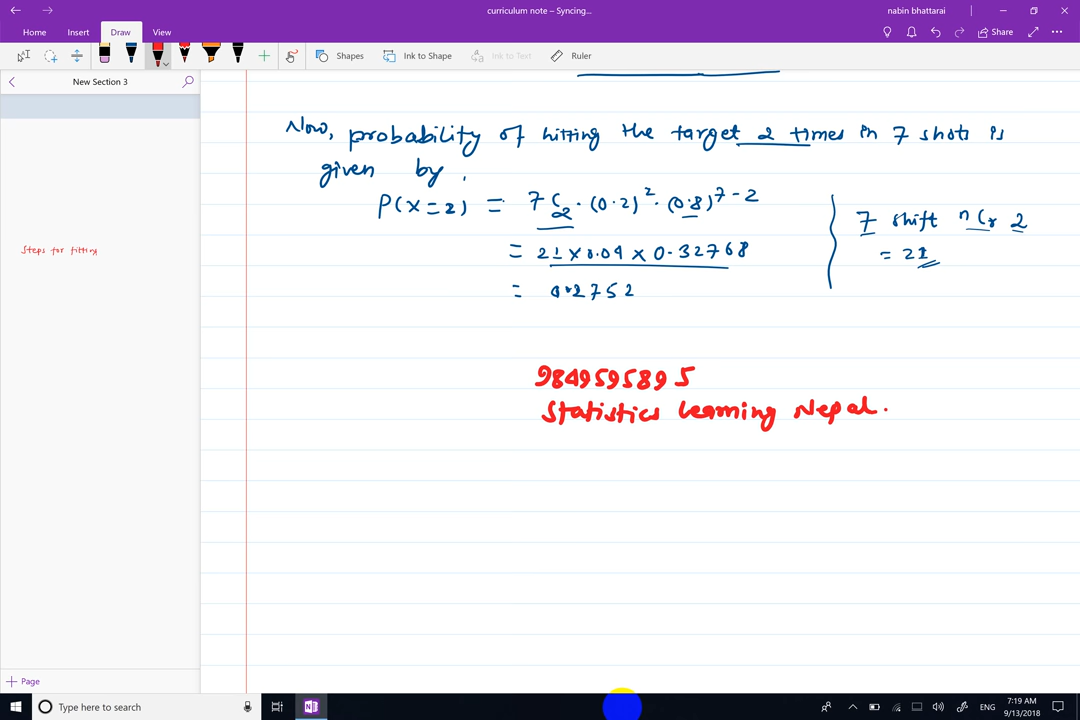 curriculum note – Syncing...
nabin bhattarai
Home
Insert
Draw
View
Share
Shapes
Ink to Shape
Ink to Text
Ruler
New Section 3
Steps for fitting
Now, probability of hitting the target 2 times in 7 shots is
given by,
P(X=2) = 7C2 · (0.2)^2 · (0.8)^7-2
= 21 × 0.04 × 0.32768
= 0.2752
7 shift nCr 2
= 21
9849595895
Statistics Learning Nepal.
+ Page
Type here to search
ENG
7:19 AM
9/13/2018